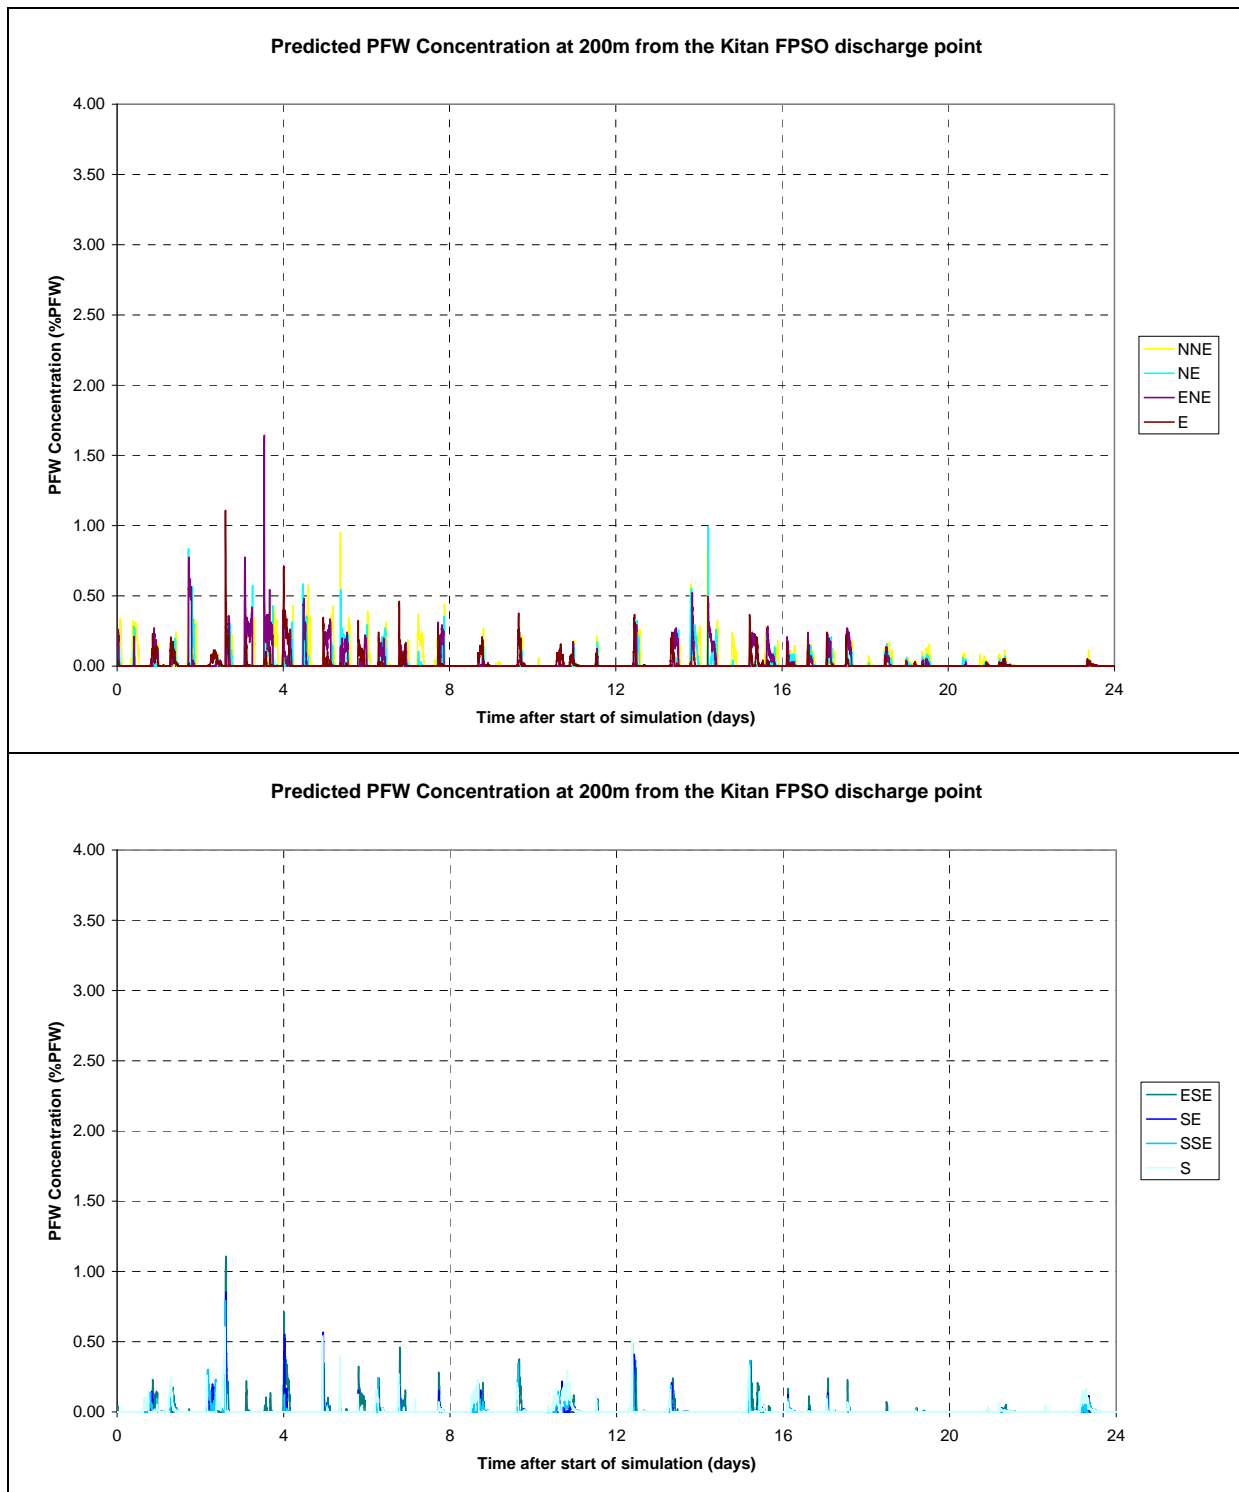 Predicted PFW Concentration at 200m from the Kitan FPSO discharge point
4.00
3.50
3.00
2.50
2.00
1.50
1.00
0.50
0.00
PFW Concentration (%PFW)
0 4 8 12 16 20 24
Time after start of simulation (days)
NNE
NE
ENE
E
Predicted PFW Concentration at 200m from the Kitan FPSO discharge point
4.00
3.50
3.00
2.50
2.00
1.50
1.00
0.50
0.00
PFW Concentration (%PFW)
0 4 8 12 16 20 24
Time after start of simulation (days)
ESE
SE
SSE
S